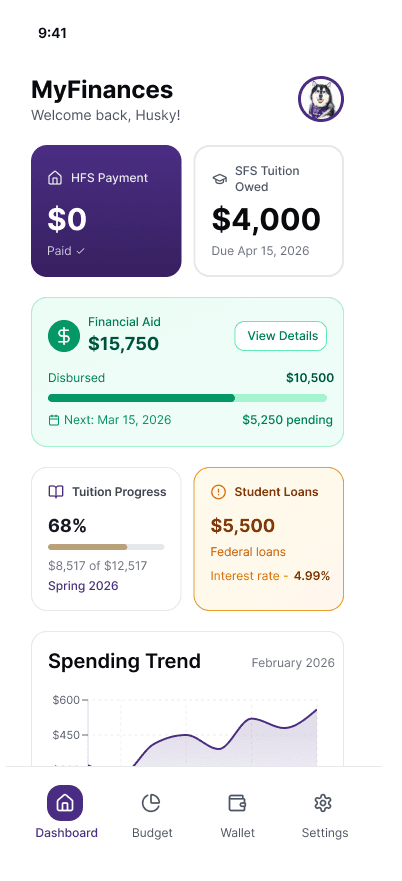 9:41
MyFinances
Welcome back, Husky!
HFS Payment
$0
Paid ✓
SFS Tuition
Owed
$4,000
Due Apr 15, 2026
Financial Aid
$15,750
View Details
Disbursed $10,500
Next: Mar 15, 2026 $5,250 pending
Tuition Progress
68%
$8,517 of $12,517
Spring 2026
Student Loans
$5,500
Federal loans
Interest rate - 4.99%
Spending Trend February 2026
$600
$450
Dashboard Budget Wallet Settings